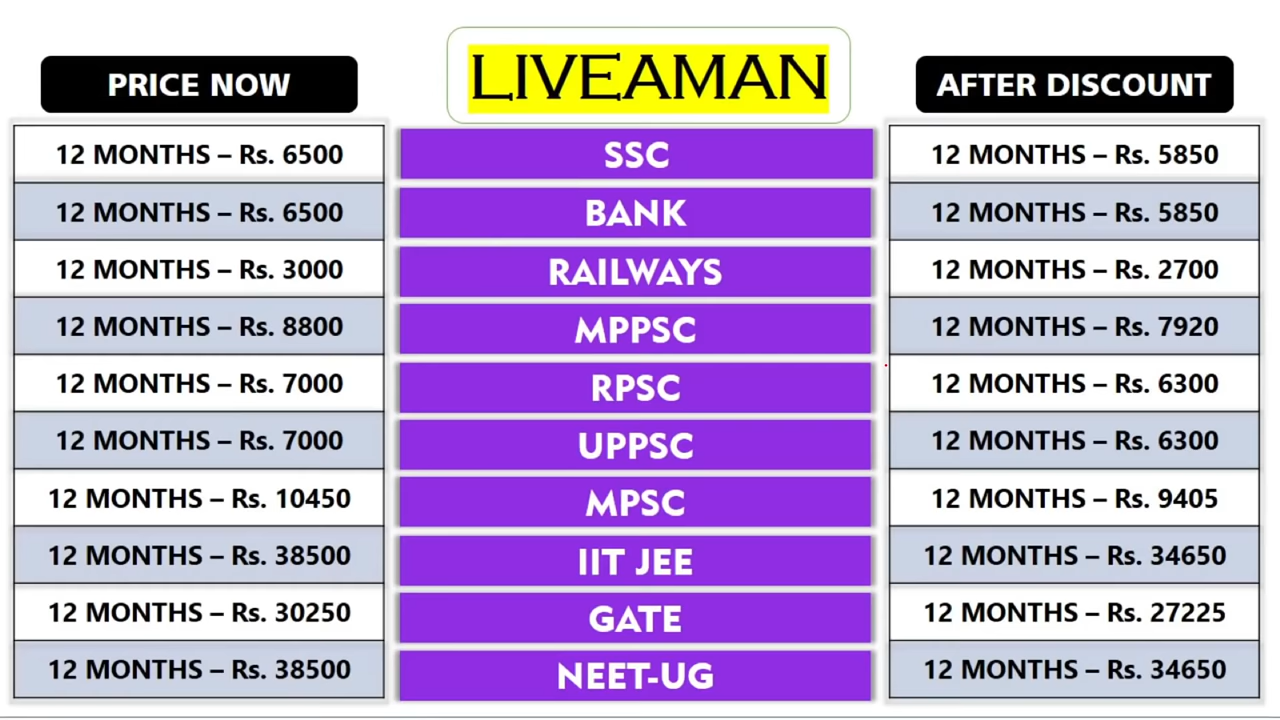 PRICE NOW LIVEAMAN AFTER DISCOUNT
12 MONTHS – Rs. 6500 SSC 12 MONTHS – Rs. 5850
12 MONTHS – Rs. 6500 BANK 12 MONTHS – Rs. 5850
12 MONTHS – Rs. 3000 RAILWAYS 12 MONTHS – Rs. 2700
12 MONTHS – Rs. 8800 MPPSC 12 MONTHS – Rs. 7920
12 MONTHS – Rs. 7000 RPSC 12 MONTHS – Rs. 6300
12 MONTHS – Rs. 7000 UPPSC 12 MONTHS – Rs. 6300
12 MONTHS – Rs. 10450 MPSC 12 MONTHS – Rs. 9405
12 MONTHS – Rs. 38500 IIT JEE 12 MONTHS – Rs. 34650
12 MONTHS – Rs. 30250 GATE 12 MONTHS – Rs. 27225
12 MONTHS – Rs. 38500 NEET-UG 12 MONTHS – Rs. 34650